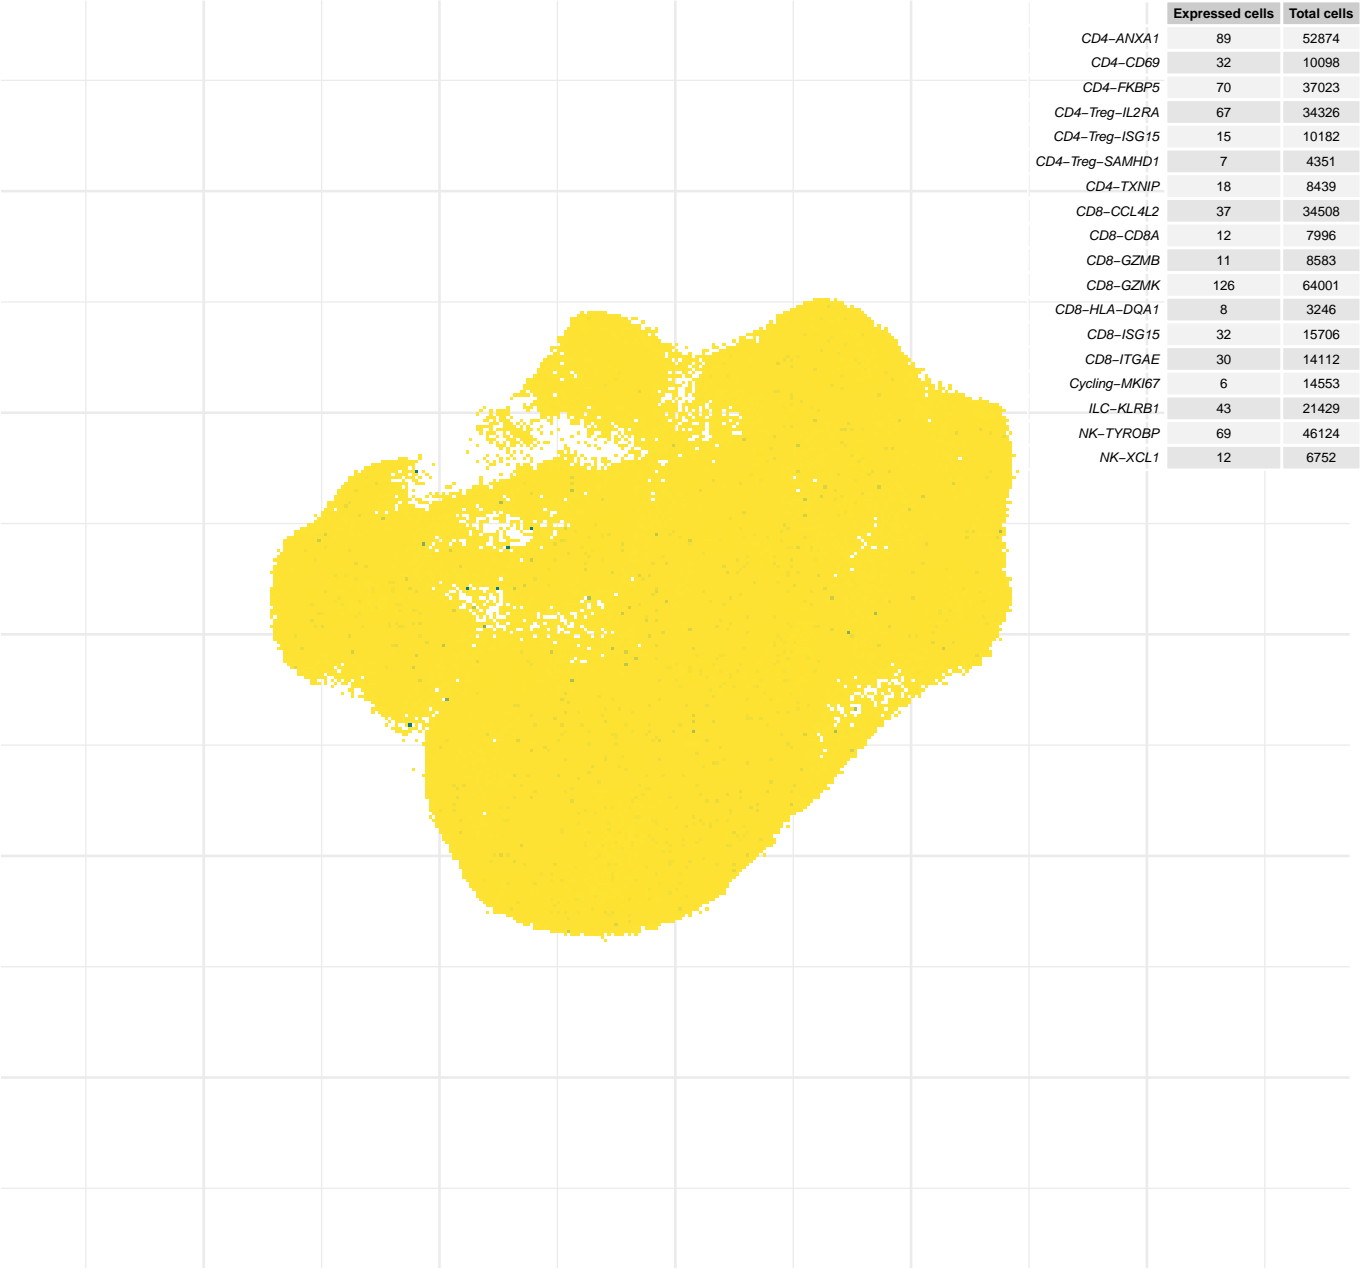 Expressed cells Total cells
CD4−ANXA1 89 52874
CD4−CD69 32 10098
CD4−FKBP5 70 37023
CD4−Treg−IL2RA 67 34326
CD4−Treg−ISG15 15 10182
CD4−Treg−SAMHD1 7 4351
CD4−TXNIP 18 8439
CD8−CCL4L2 37 34508
CD8−CD8A 12 7996
CD8−GZMB 11 8583
CD8−GZMK 126 64001
CD8−HLA−DQA1 8 3246
CD8−ISG15 32 15706
CD8−ITGAE 30 14112
Cycling−MKI67 6 14553
ILC−KLRB1 43 21429
NK−TYROBP 69 46124
NK−XCL1 12 6752